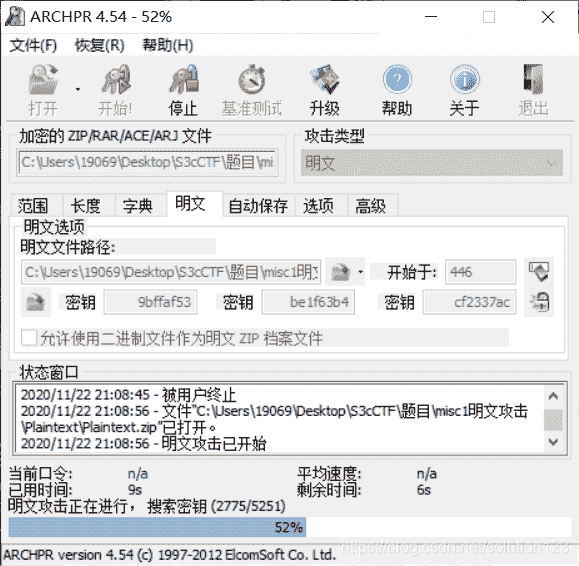 ARCHPR 4.54 - 52%
文件(F) 恢复(R) 帮助(H)
打开 开始! 停止 基准测试 升级 帮助 关于 退出
加密的 ZIP/RAR/ACE/ARJ 文件 攻击类型
C:\Users\19069\Desktop\S3cCTF\题目\mi 明文
范围 长度 字典 明文 自动保存 选项 高级
明文选项
明文文件路径:
C:\Users\19069\Desktop\S3cCTF\题目\misc1明文 开始于: 446
密钥 9bffaf53 密钥 be1f63b4 密钥 cf2337ac
允许使用二进制文件作为明文 ZIP 档案文件
状态窗口
2020/11/22 21:08:45 - 被用户终止
2020/11/22 21:08:56 - 文件"C:\Users\19069\Desktop\S3cCTF\题目\misc1明文攻击
\Plaintext\Plaintext.zip"已打开。
2020/11/22 21:08:56 - 明文攻击已开始
当前口令: n/a 平均速度: n/a
已用时间: 9s 剩余时间: 6s
明文攻击正在进行，搜索密钥 (2775/5251)
52%
ARCHPR version 4.54 (c) 1997-2012 ElcomSoft Co. Ltd.
https://blog.csdn.net/solution123